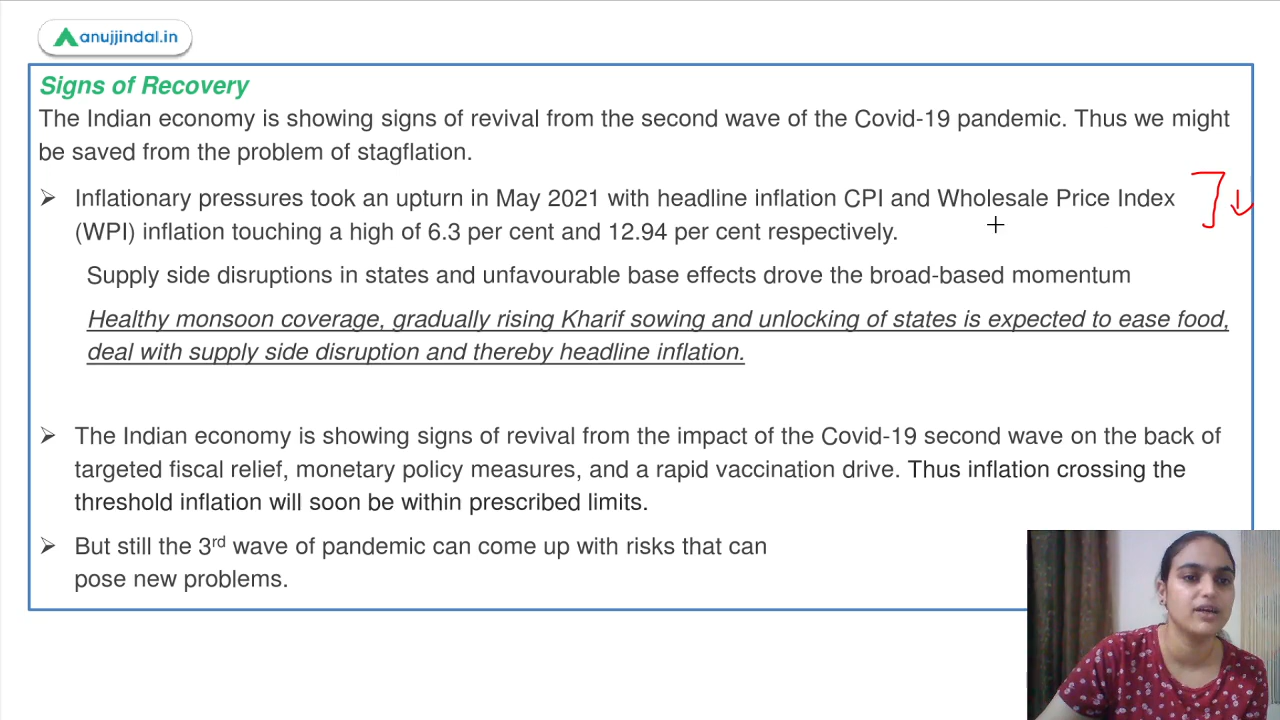 anujjindal.in
Signs of Recovery
The Indian economy is showing signs of revival from the second wave of the Covid-19 pandemic. Thus we might
be saved from the problem of stagflation.
➢ Inflationary pressures took an upturn in May 2021 with headline inflation CPI and Wholesale Price Index
(WPI) inflation touching a high of 6.3 per cent and 12.94 per cent respectively.
Supply side disruptions in states and unfavourable base effects drove the broad-based momentum
Healthy monsoon coverage, gradually rising Kharif sowing and unlocking of states is expected to ease food,
deal with supply side disruption and thereby headline inflation.
➢ The Indian economy is showing signs of revival from the impact of the Covid-19 second wave on the back of
targeted fiscal relief, monetary policy measures, and a rapid vaccination drive. Thus inflation crossing the
threshold inflation will soon be within prescribed limits.
➢ But still the 3rd wave of pandemic can come up with risks that can
pose new problems.